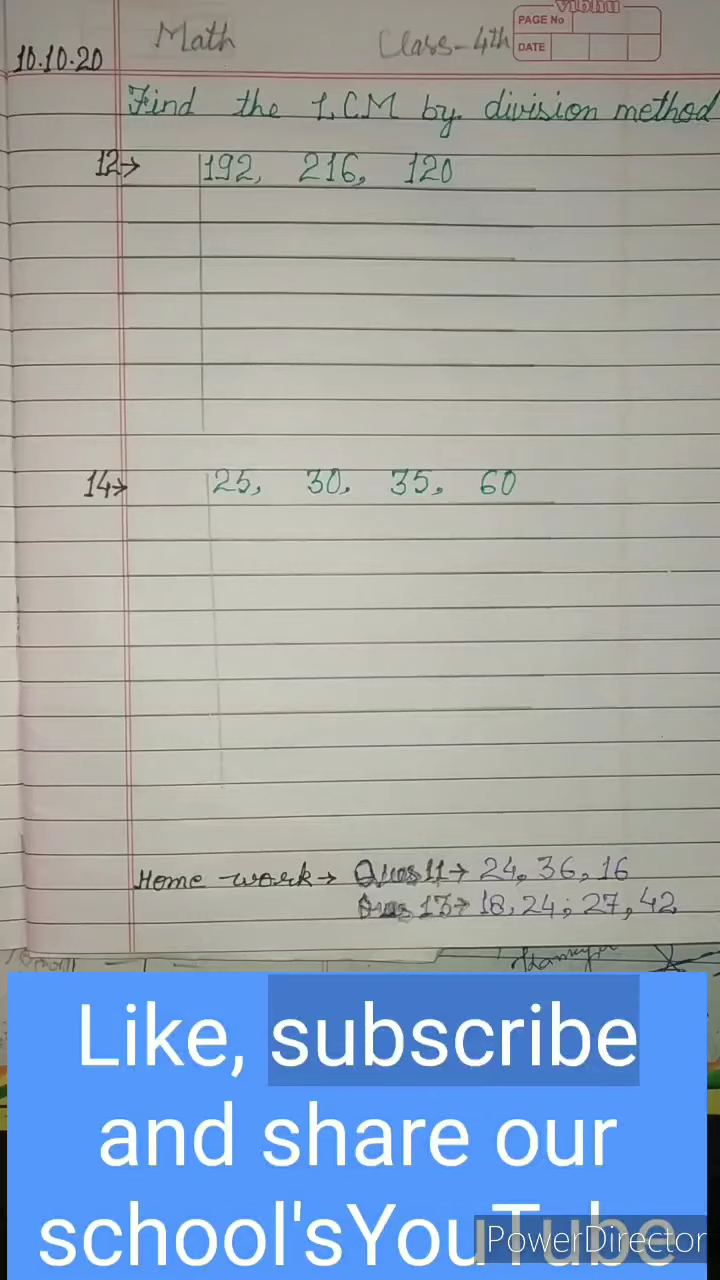 vibhu
Math Class-4th PAGE No
10.10.20 DATE
Find the L.C.M by division method
12→ 192, 216, 120
14→ 25, 30, 35, 60
Home work → Ques 11→ 24, 36, 16
Ques 13→ 18, 24, 27, 42
Like, subscribe
and share our
school'sYouTube
PowerDirector